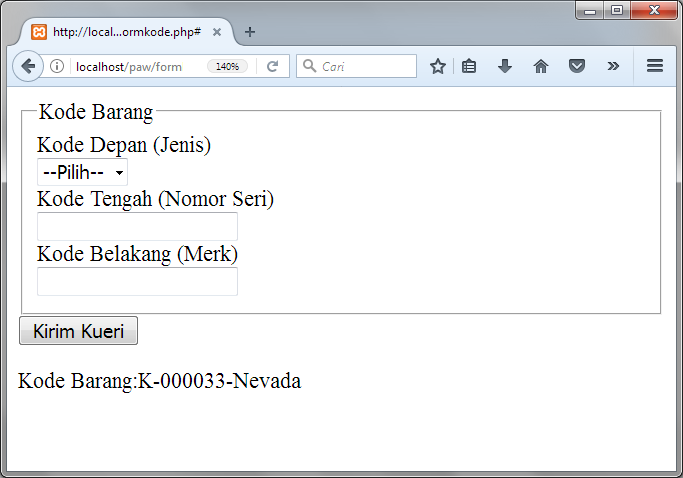 http://local...ormkode.php#
localhost/paw/form
140%
Cari
Kode Barang
Kode Depan (Jenis)
--Pilih--
Kode Tengah (Nomor Seri)
Kode Belakang (Merk)
Kirim Kueri
Kode Barang:K-000033-Nevada